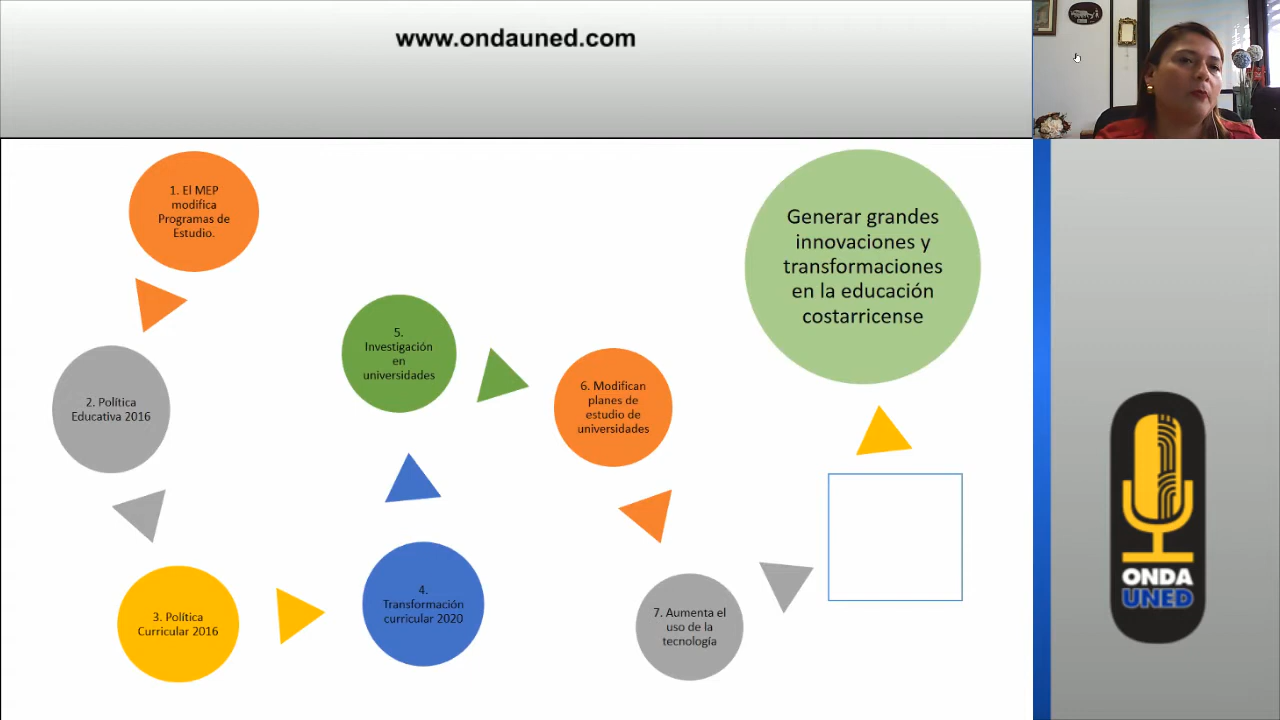 www.ondauned.com
1. El MEP
modifica
Programas de
Estudio.
2. Política
Educativa 2016
3. Política
Curricular 2016
4.
Transformación
curricular 2020
5.
Investigación
en
universidades
6. Modifican
planes de
estudio de
universidades
7. Aumenta el
uso de la
tecnología
Generar grandes
innovaciones y
transformaciones
en la educación
costarricense
ONDA
UNED